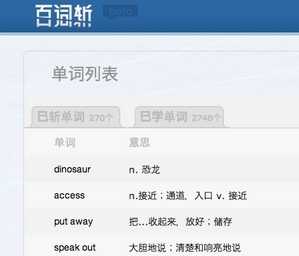 百词斩 beta
单词列表
已斩单词 270个 已学单词 2748个
单词 意思
dinosaur n. 恐龙
access n.接近；通道，入口 v. 接近
put away 把...收起来，放好；储存
speak out 大胆地说；清楚和响亮地说